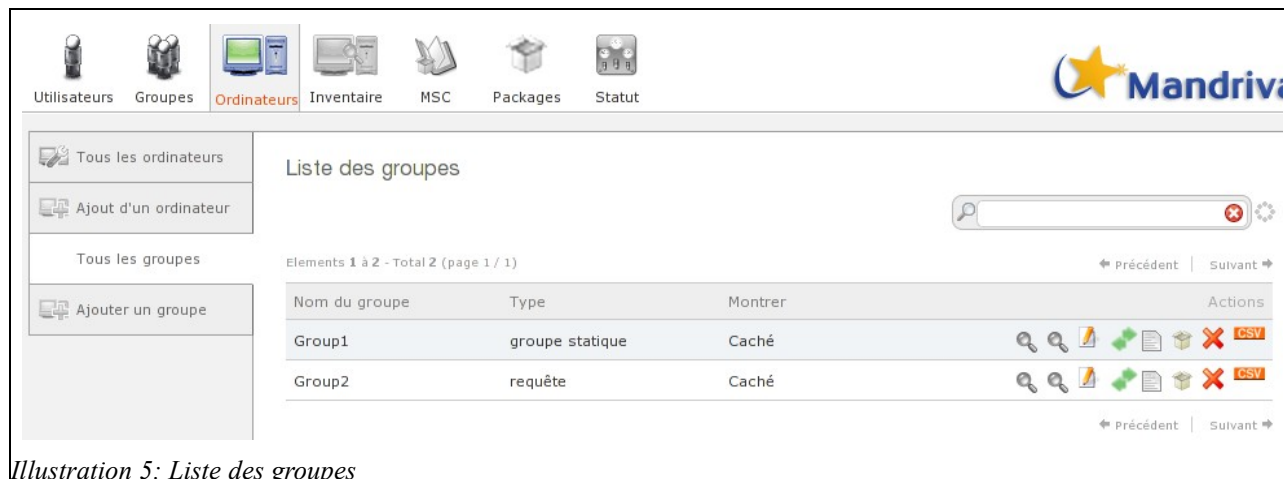 Utilisateurs Groupes Ordinateurs Inventaire MSC Packages Statut
Mandriva
Tous les ordinateurs
Ajout d'un ordinateur
Tous les groupes
Ajouter un groupe
Liste des groupes
Elements 1 à 2 - Total 2 (page 1 / 1) Précédent | Suivant
Nom du groupe Type Montrer Actions
Group1 groupe statique Caché CSV
Group2 requête Caché CSV
Précédent | Suivant
Illustration 5: Liste des groupes